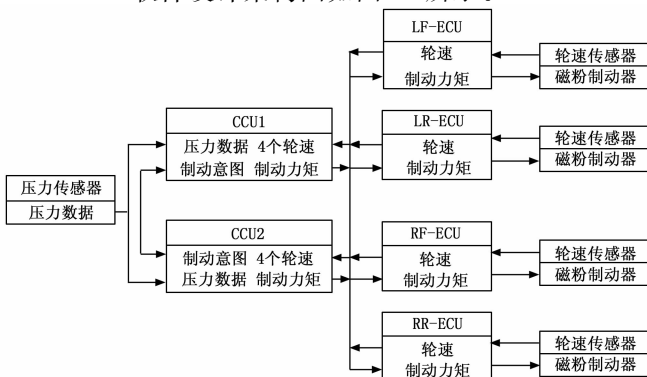 LF-ECU
轮速
制动力矩
轮速传感器
磁粉制动器
CCU1
压力数据 4个轮速
制动意图 制动力矩
LR-ECU
轮速
制动力矩
轮速传感器
磁粉制动器
压力传感器
压力数据
CCU2
制动意图 4个轮速
压力数据 制动力矩
RF-ECU
轮速
制动力矩
轮速传感器
磁粉制动器
RR-ECU
轮速
制动力矩
轮速传感器
磁粉制动器